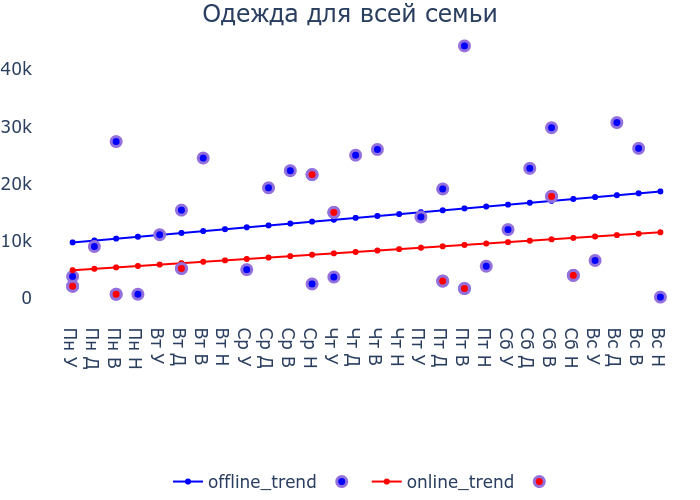 Одежда для всей семьи
40k
30k
20k
10k
0
Пн У
Пн Д
Пн В
Пн Н
Вт У
Вт Д
Вт В
Вт Н
Ср У
Ср Д
Ср В
Ср Н
Чт У
Чт Д
Чт В
Чт Н
Пт У
Пт Д
Пт В
Пт Н
Сб У
Сб Д
Сб В
Сб Н
Вс У
Вс Д
Вс В
Вс Н
offline_trend online_trend